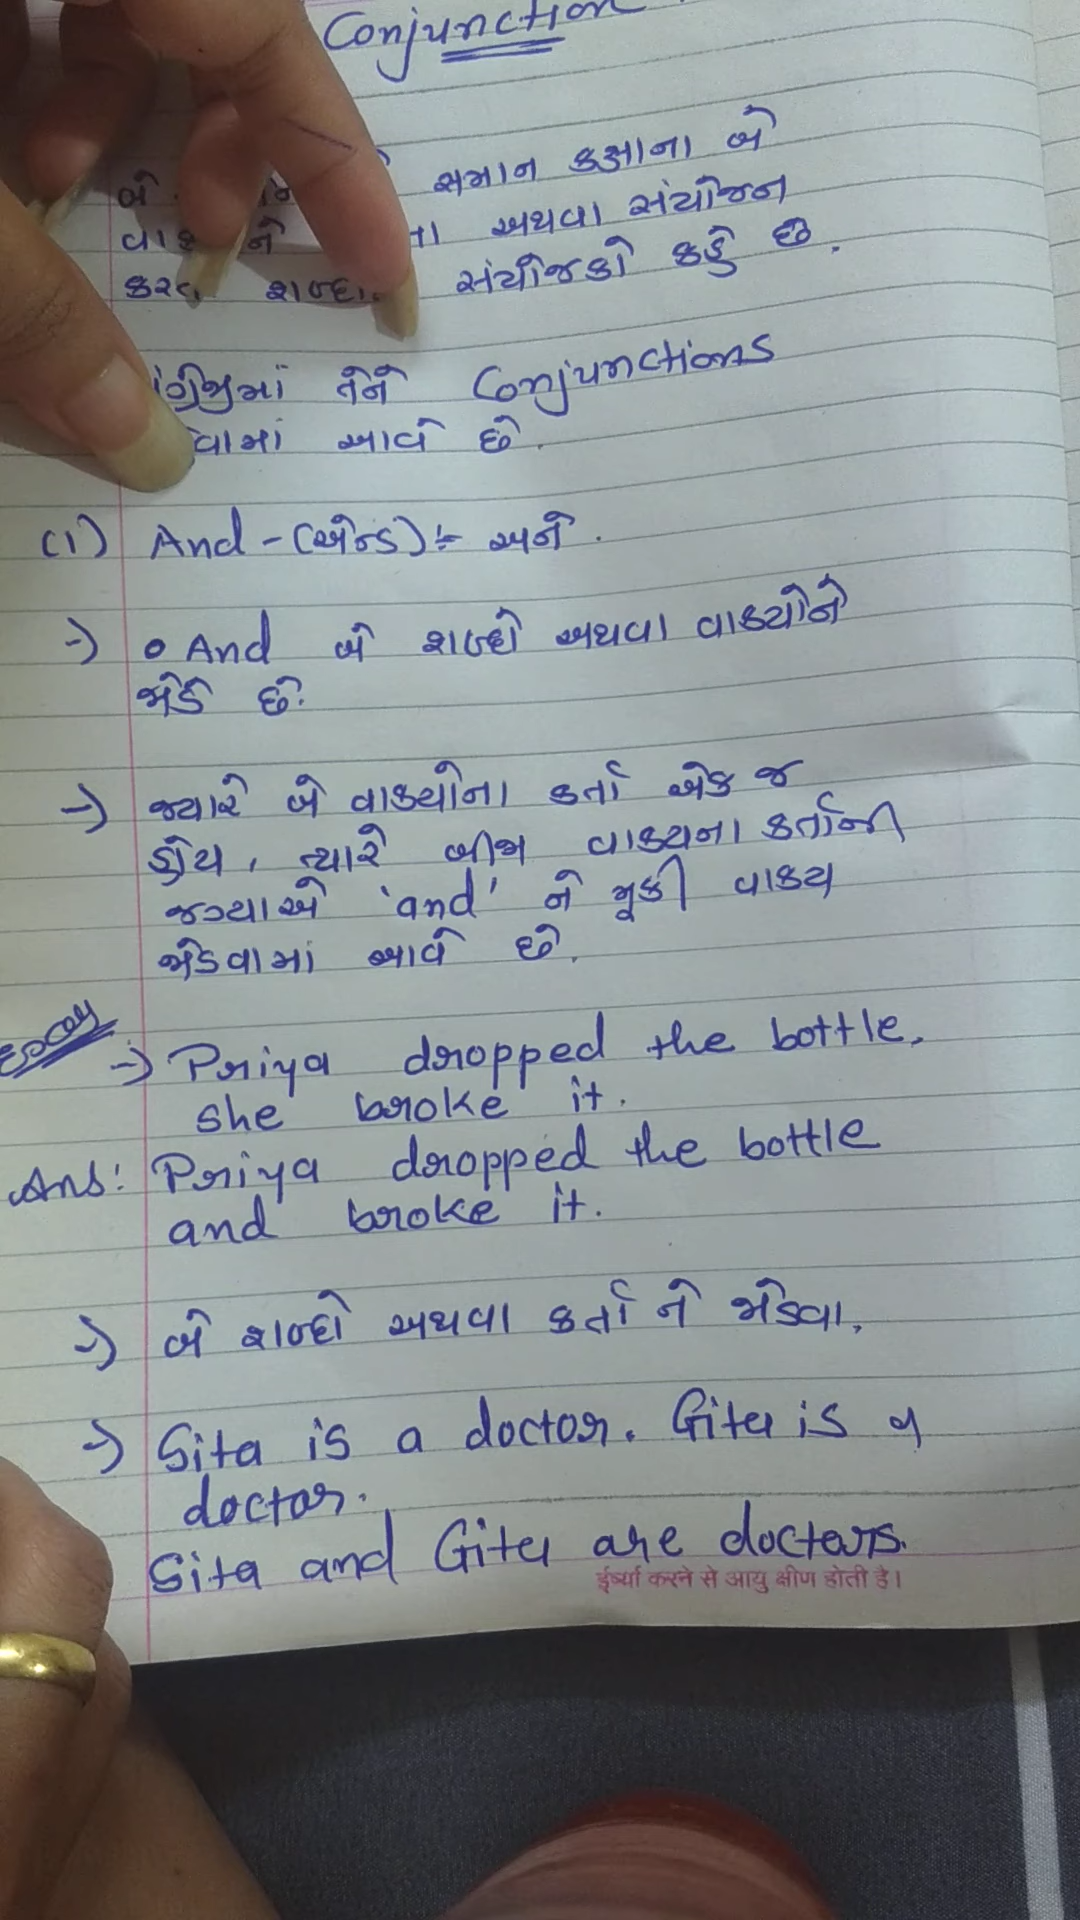 Conjunction
બે સમાન કક્ષાના બે
અથવા સંયોજન
સંયોજકો કહે છે.
તેને Conjunctions
આવે છે.
(1) And - (એન્ડ) :- અને.
→ • And બે શબ્દો અથવા વાક્યોને
જોડે છે.
→ જ્યારે બે વાક્યોના કર્તા એક જ
હોય, ત્યારે બીજા વાક્યના કર્તાની
જગ્યાએ 'and' ને મૂકી વાક્ય
જોડવામાં આવે છે.
→ Priya dropped the bottle.
she broke it.
Ans: Priya dropped the bottle
and broke it.
→ બે શબ્દો અથવા કર્તા ને જોડવા.
→ Sita is a doctor. Gita is a
doctor.
Sita and Gita are doctors.
ईर्ष्या करने से आयु क्षीण होती है।